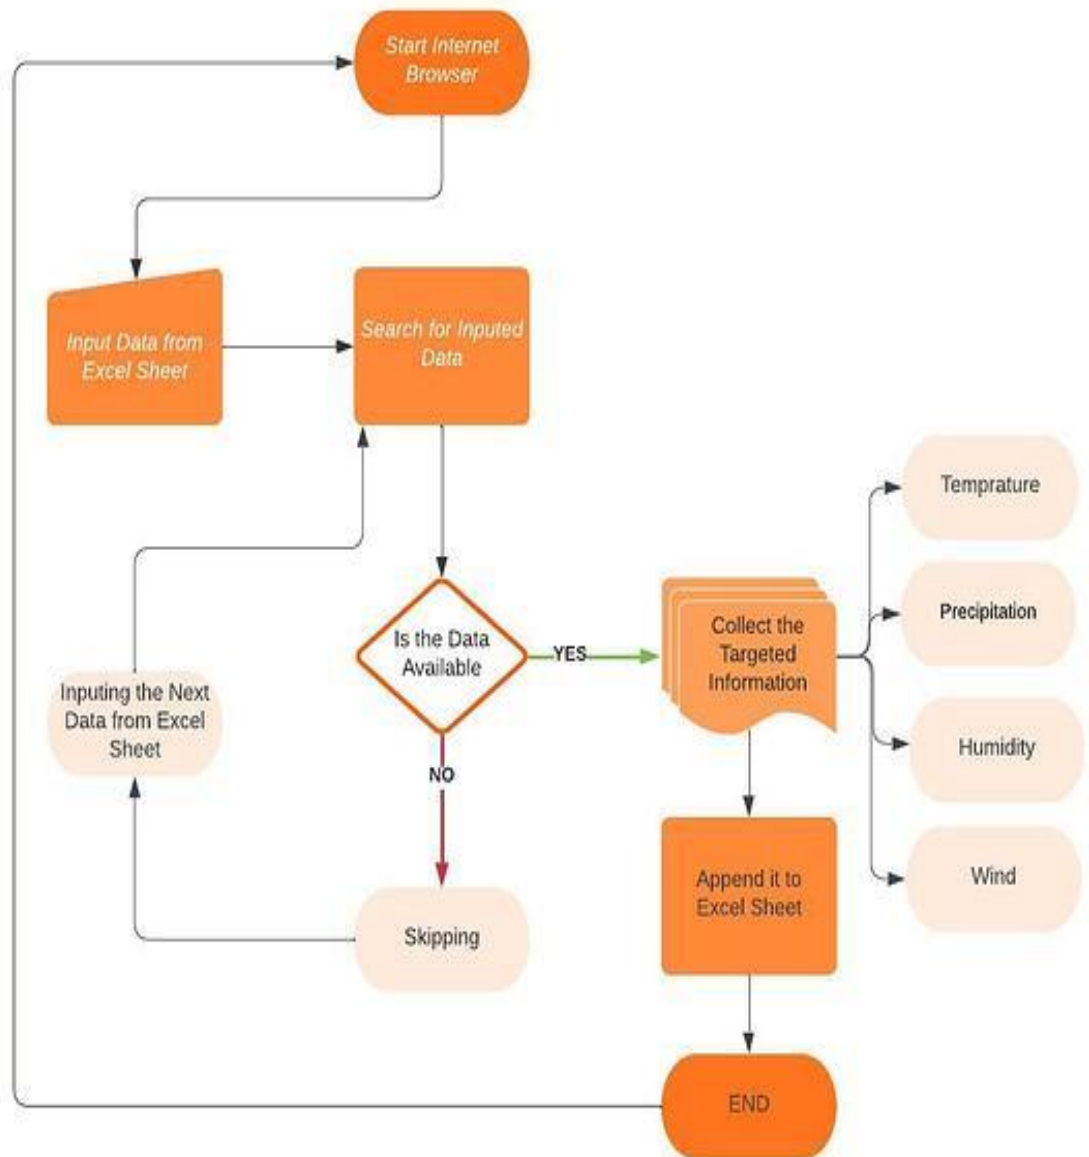 Start Internet
Browser
Input Data from
Excel Sheet
Search for Inputed
Data
Is the Data
Available
YES
NO
Collect the
Targeted
Information
Temprature
Precipitation
Humidity
Wind
Inputing the Next
Data from Excel
Sheet
Skipping
Append it to
Excel Sheet
END